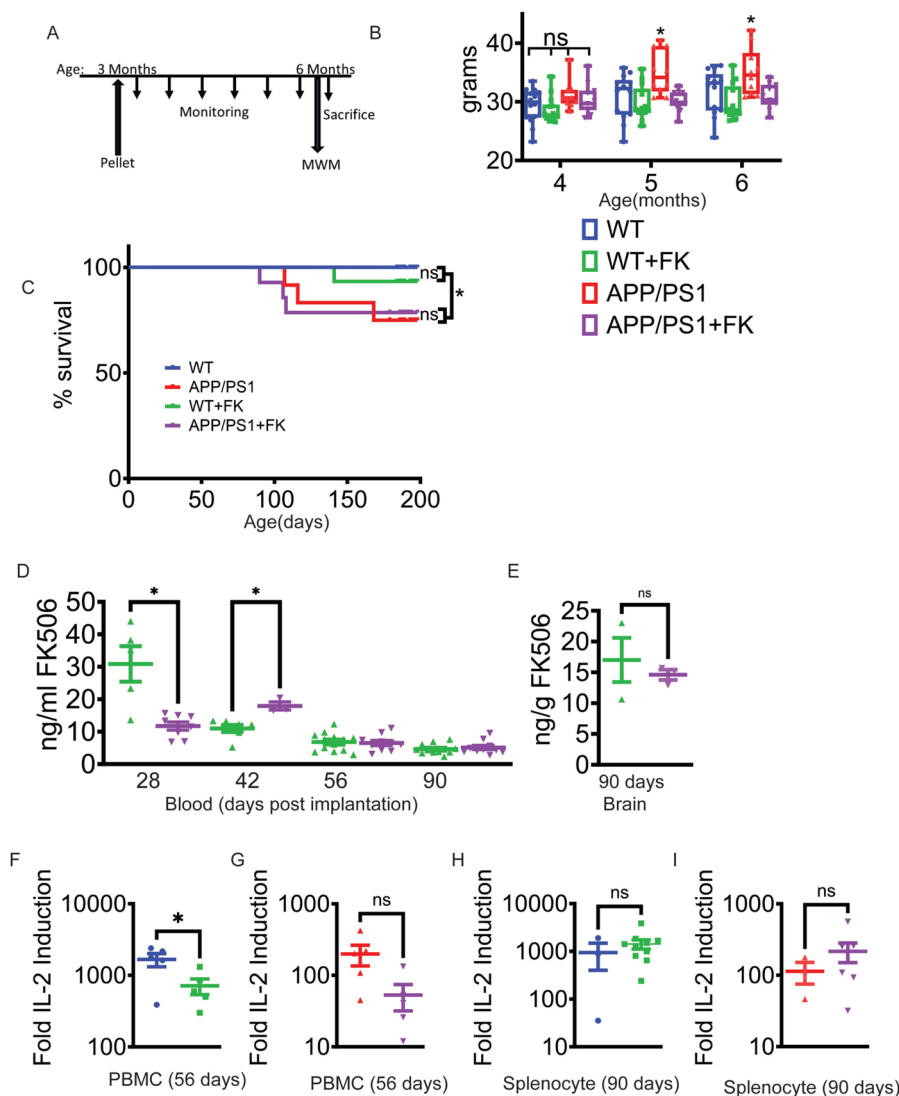 A
Age: 3 Months 6 Months
Monitoring
Sacrifice
Pellet
MWM
B
grams
40
30
20
ns
*
*
4 5 6
Age(months)
WT
WT+FK
APP/PS1
APP/PS1+FK
C
% survival
100
50
0
ns
*
ns
WT
APP/PS1
WT+FK
APP/PS1+FK
0 50 100 150 200
Age(days)
D
ng/ml FK506
50
40
30
20
10
0
* *
28 42 56 90
Blood (days post implantation)
E
ng/g FK506
25
20
15
10
5
0
ns
90 days
Brain
F
Fold IL-2 Induction
10000
1000
100
*
PBMC (56 days)
G
Fold IL-2 Induction
1000
100
10
ns
PBMC (56 days)
H
Fold IL-2 Induction
10000
1000
100
10
ns
Splenocyte (90 days)
I
Fold IL-2 Induction
1000
100
10
ns
Splenocyte (90 days)